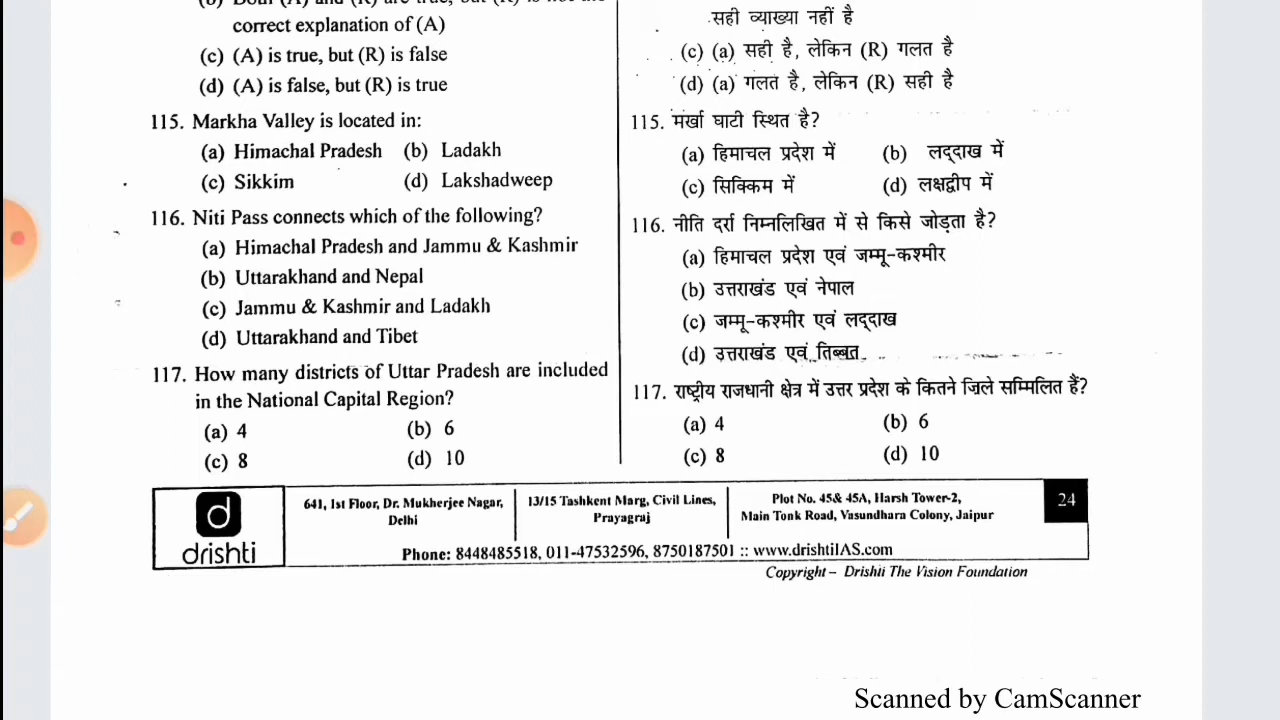 correct explanation of (A)
(c) (A) is true, but (R) is false
(d) (A) is false, but (R) is true
115. Markha Valley is located in:
(a) Himachal Pradesh (b) Ladakh
(c) Sikkim (d) Lakshadweep
116. Niti Pass connects which of the following?
(a) Himachal Pradesh and Jammu & Kashmir
(b) Uttarakhand and Nepal
(c) Jammu & Kashmir and Ladakh
(d) Uttarakhand and Tibet
117. How many districts of Uttar Pradesh are included
in the National Capital Region?
(a) 4 (b) 6
(c) 8 (d) 10
सही व्याख्या नहीं है
(c) (a) सही है, लेकिन (R) गलत है
(d) (a) गलत है, लेकिन (R) सही है
115. मर्खा घाटी स्थित है?
(a) हिमाचल प्रदेश में (b) लद्दाख में
(c) सिक्किम में (d) लक्षद्वीप में
116. नीति दर्रा निम्नलिखित में से किसे जोड़ता है?
(a) हिमाचल प्रदेश एवं जम्मू-कश्मीर
(b) उत्तराखंड एवं नेपाल
(c) जम्मू-कश्मीर एवं लद्दाख
(d) उत्तराखंड एवं तिब्बत
117. राष्ट्रीय राजधानी क्षेत्र में उत्तर प्रदेश के कितने जिले सम्मिलित हैं?
(a) 4 (b) 6
(c) 8 (d) 10
d
drishti
641, 1st Floor, Dr. Mukherjee Nagar,
Delhi
13/15 Tashkent Marg, Civil Lines,
Prayagraj
Plot No. 45& 45A, Harsh Tower-2,
Main Tonk Road, Vasundhara Colony, Jaipur
24
Phone: 8448485518, 011-47532596, 8750187501 :: www.drishtiIAS.com
Copyright – Drishti The Vision Foundation
Scanned by CamScanner